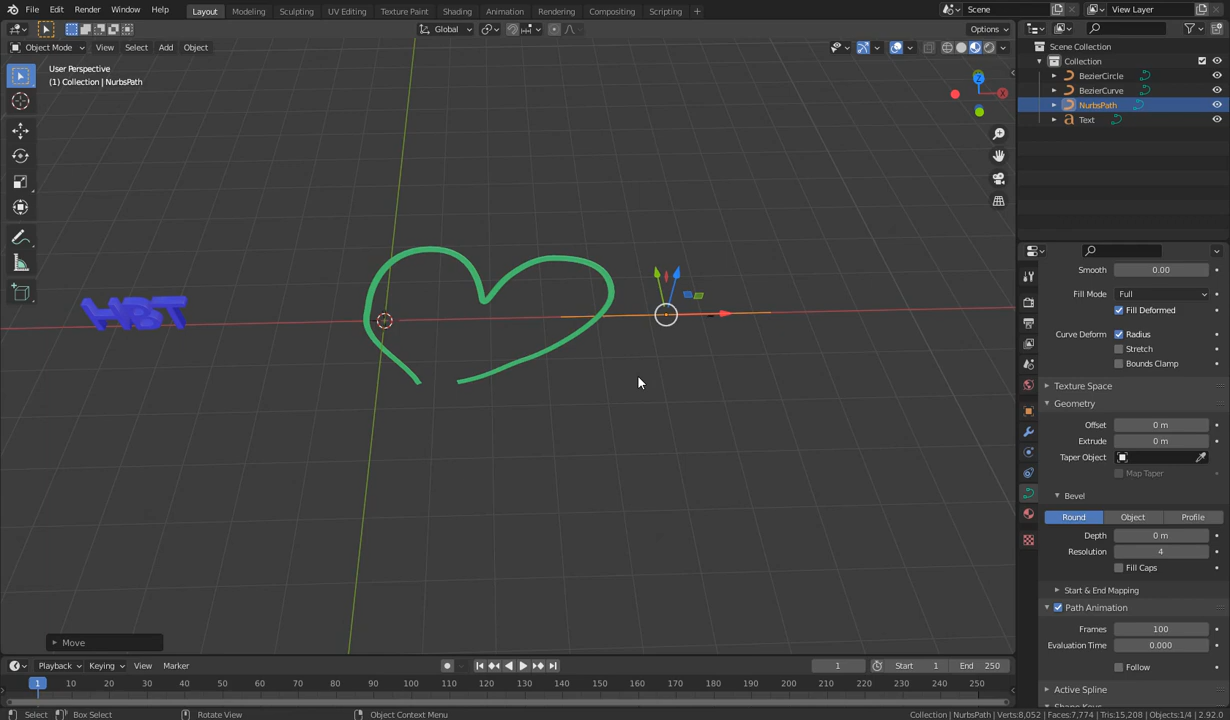 File Edit Render Window Help Layout Modeling Sculpting UV Editing Texture Paint Shading Animation Rendering Compositing Scripting + Scene View Layer
Global Options
Object Mode View Select Add Object
User Perspective
(1) Collection | NurbsPath
Z
X
Scene Collection
Collection
BezierCircle
BezierCurve
NurbsPath
Text
Smooth 0.00
Fill Mode Full
Fill Deformed
Curve Deform Radius
Stretch
Bounds Clamp
Texture Space
Geometry
Offset 0 m
Extrude 0 m
Taper Object
Map Taper
Bevel
Round Object Profile
Depth 0 m
Resolution 4
Fill Caps
Start & End Mapping
Path Animation
Frames 100
Evaluation Time 0.000
Follow
Active Spline
Shape Keys
Move
Playback Keying View Marker 1 Start 1 End 250
1 10 20 30 40 50 60 70 80 90 100 110 120 130 140 150 160 170 180 190 200 210 220 230 240 250
Select Box Select Rotate View Object Context Menu Collection | NurbsPath | Verts:8,052 | Faces:7,774 | Tris:15,208 | Objects:1/4 | 2.92.0